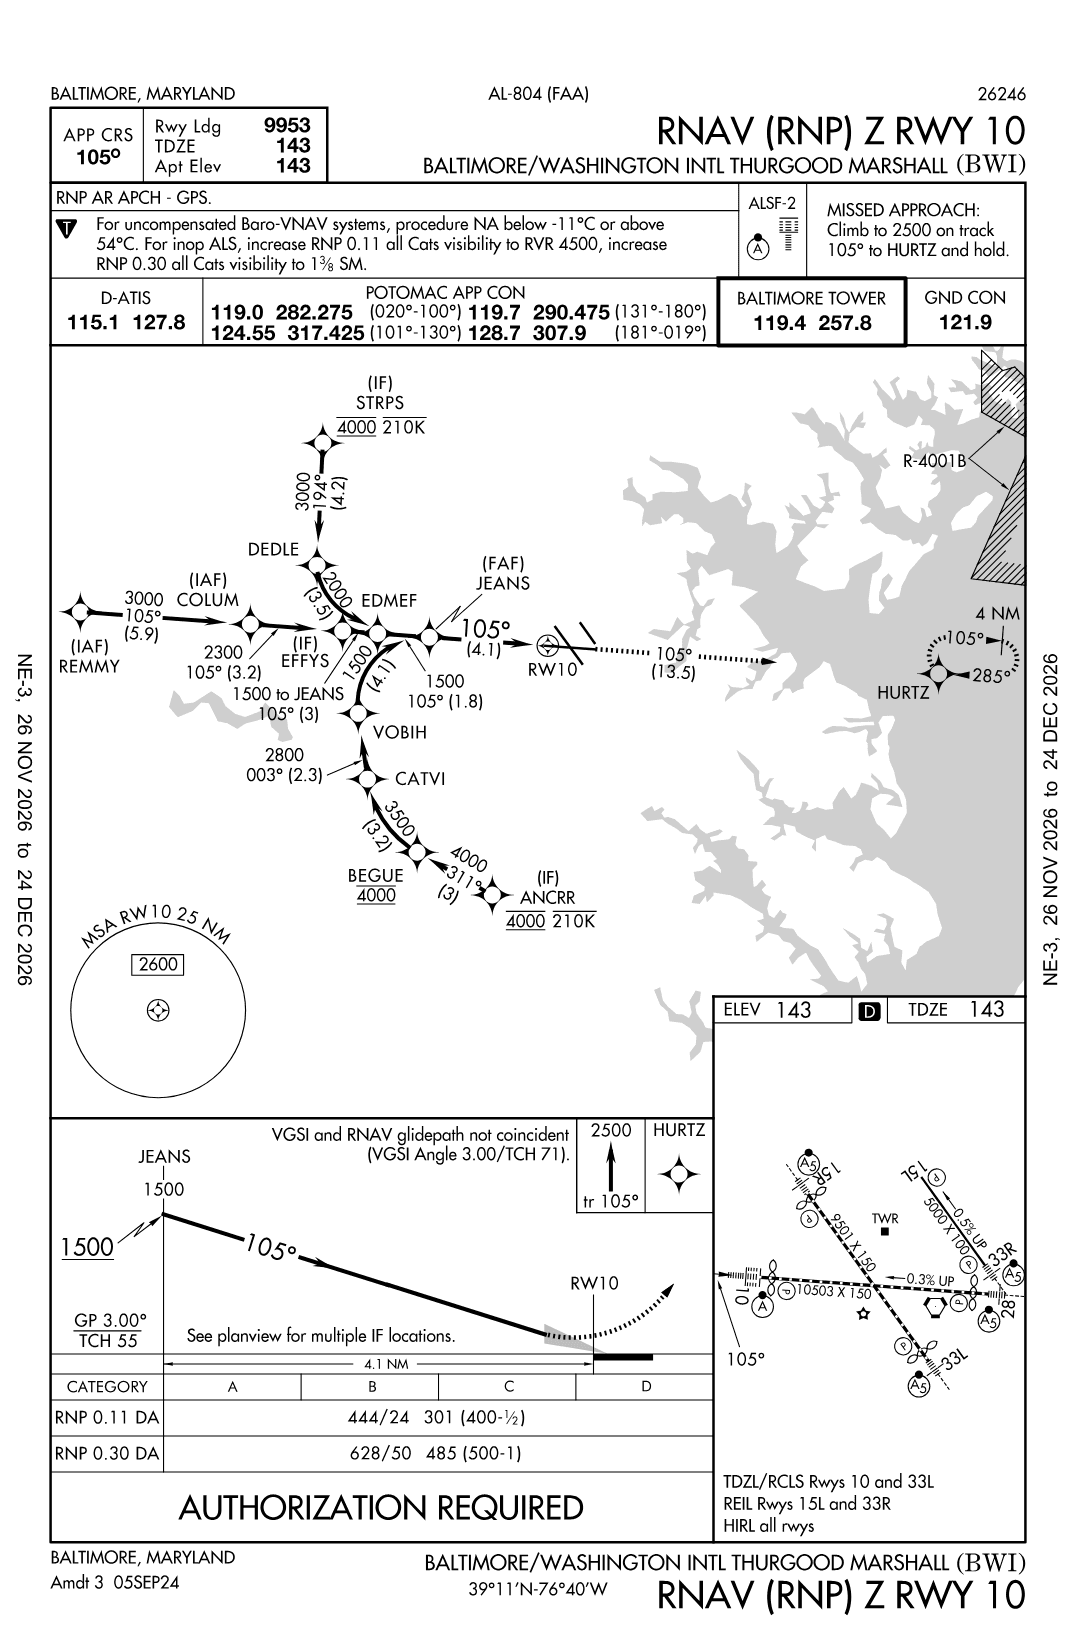 BALTIMORE, MARYLAND
AL-804 (FAA)
26246
APP CRS
105°
Rwy Ldg 9953
TDZE 143
Apt Elev 143
RNAV (RNP) Z RWY 10
BALTIMORE/WASHINGTON INTL THURGOOD MARSHALL (BWI)
RNP AR APCH - GPS.
T
For uncompensated Baro-VNAV systems, procedure NA below -11°C or above
54°C. For inop ALS, increase RNP 0.11 all Cats visibility to RVR 4500, increase
RNP 0.30 all Cats visibility to 1⅜ SM.
ALSF-2
A
MISSED APPROACH:
Climb to 2500 on track
105° to HURTZ and hold.
D-ATIS
115.1 127.8
POTOMAC APP CON
119.0 282.275 (020°-100°) 119.7 290.475 (131°-180°)
124.55 317.425 (101°-130°) 128.7 307.9 (181°-019°)
BALTIMORE TOWER
119.4 257.8
GND CON
121.9
(IF)
STRPS
4000 210K
3000
194°
(4.2)
R-4001B
DEDLE
2000
(3.5)
(FAF)
JEANS
(IAF)
COLUM
EDMEF
3000
105°
(5.9)
(IAF)
REMMY
2300
105° (3.2)
(IF)
EFFYS
1500 to JEANS
105° (3)
1500
(4.1)
1500
105° (1.8)
105°
(4.1)
RW10
105°
(13.5)
4 NM
105°
285°
HURTZ
VOBIH
2800
003° (2.3)
CATVI
3500
(3.2)
BEGUE
4000
4000
311°
(3)
(IF)
ANCRR
4000 210K
MSA RW10 25 NM
2600
NE-3, 26 NOV 2026 to 24 DEC 2026
NE-3, 26 NOV 2026 to 24 DEC 2026
ELEV 143
D
TDZE 143
A5
15R
P
9501 X 150
TWR
15L
P
0.5% UP
5000 X 100
33R
P
A5
0.3% UP
10
A
P
10503 X 150
P
A5
28
P
33L
A5
105°
TDZL/RCLS Rwys 10 and 33L
REIL Rwys 15L and 33R
HIRL all rwys
VGSI and RNAV glidepath not coincident
(VGSI Angle 3.00/TCH 71).
2500
tr 105°
HURTZ
JEANS
1500
1500
105°
RW10
GP 3.00°
TCH 55
See planview for multiple IF locations.
4.1 NM
CATEGORY A B C D
RNP 0.11 DA 444/24 301 (400-½)
RNP 0.30 DA 628/50 485 (500-1)
AUTHORIZATION REQUIRED
BALTIMORE, MARYLAND
Amdt 3 05SEP24
39°11'N-76°40'W
BALTIMORE/WASHINGTON INTL THURGOOD MARSHALL (BWI)
RNAV (RNP) Z RWY 10